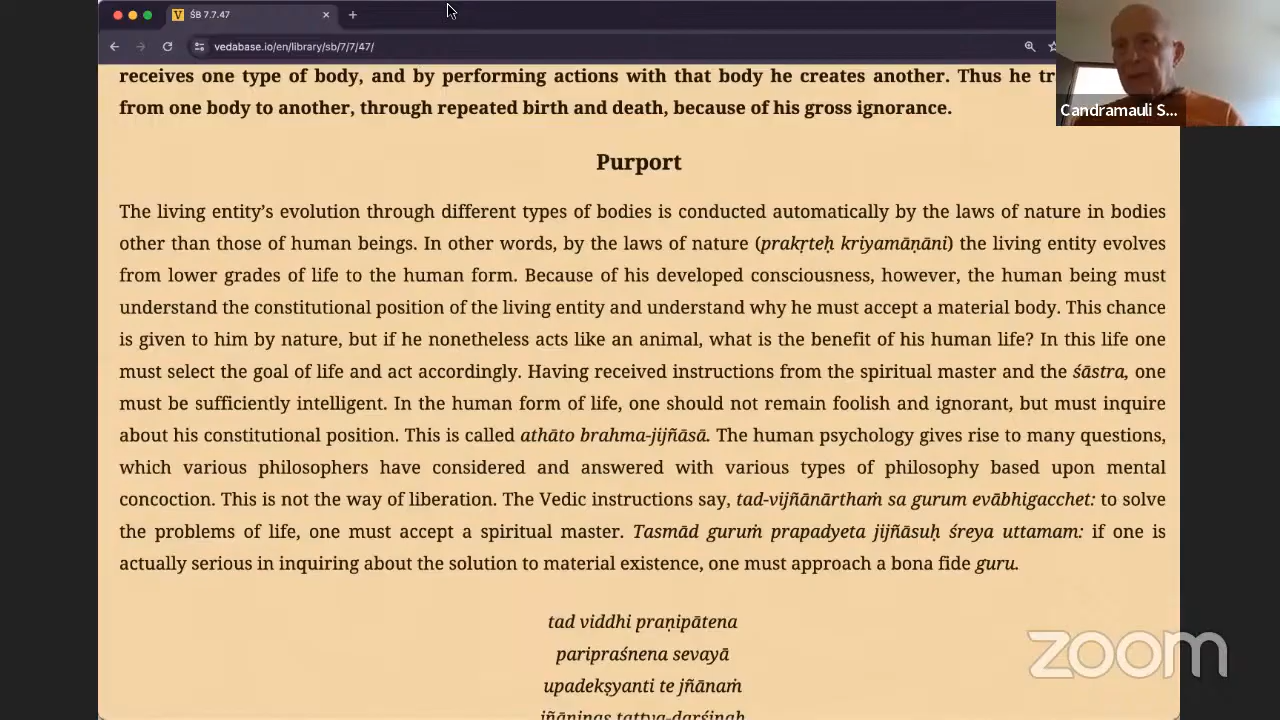 ŚB 7.7.47
vedabase.io/en/library/sb/7/7/47/
receives one type of body, and by performing actions with that body he creates another. Thus he
from one body to another, through repeated birth and death, because of his gross ignorance.
Candramauli S...
Purport
The living entity’s evolution through different types of bodies is conducted automatically by the laws of nature in bodies
other than those of human beings. In other words, by the laws of nature (prakṛteḥ kriyamāṇāni) the living entity evolves
from lower grades of life to the human form. Because of his developed consciousness, however, the human being must
understand the constitutional position of the living entity and understand why he must accept a material body. This chance
is given to him by nature, but if he nonetheless acts like an animal, what is the benefit of his human life? In this life one
must select the goal of life and act accordingly. Having received instructions from the spiritual master and the śāstra, one
must be sufficiently intelligent. In the human form of life, one should not remain foolish and ignorant, but must inquire
about his constitutional position. This is called athāto brahma-jijñāsā. The human psychology gives rise to many questions,
which various philosophers have considered and answered with various types of philosophy based upon mental
concoction. This is not the way of liberation. The Vedic instructions say, tad-vijñānārthaṁ sa gurum evābhigacchet: to solve
the problems of life, one must accept a spiritual master. Tasmād guruṁ prapadyeta jijñāsuḥ śreya uttamam: if one is
actually serious in inquiring about the solution to material existence, one must approach a bona fide guru.
tad viddhi praṇipātena
paripraśnena sevayā
upadekṣyanti te jñānaṁ
jñāninas tattva-darśinaḥ
zoom